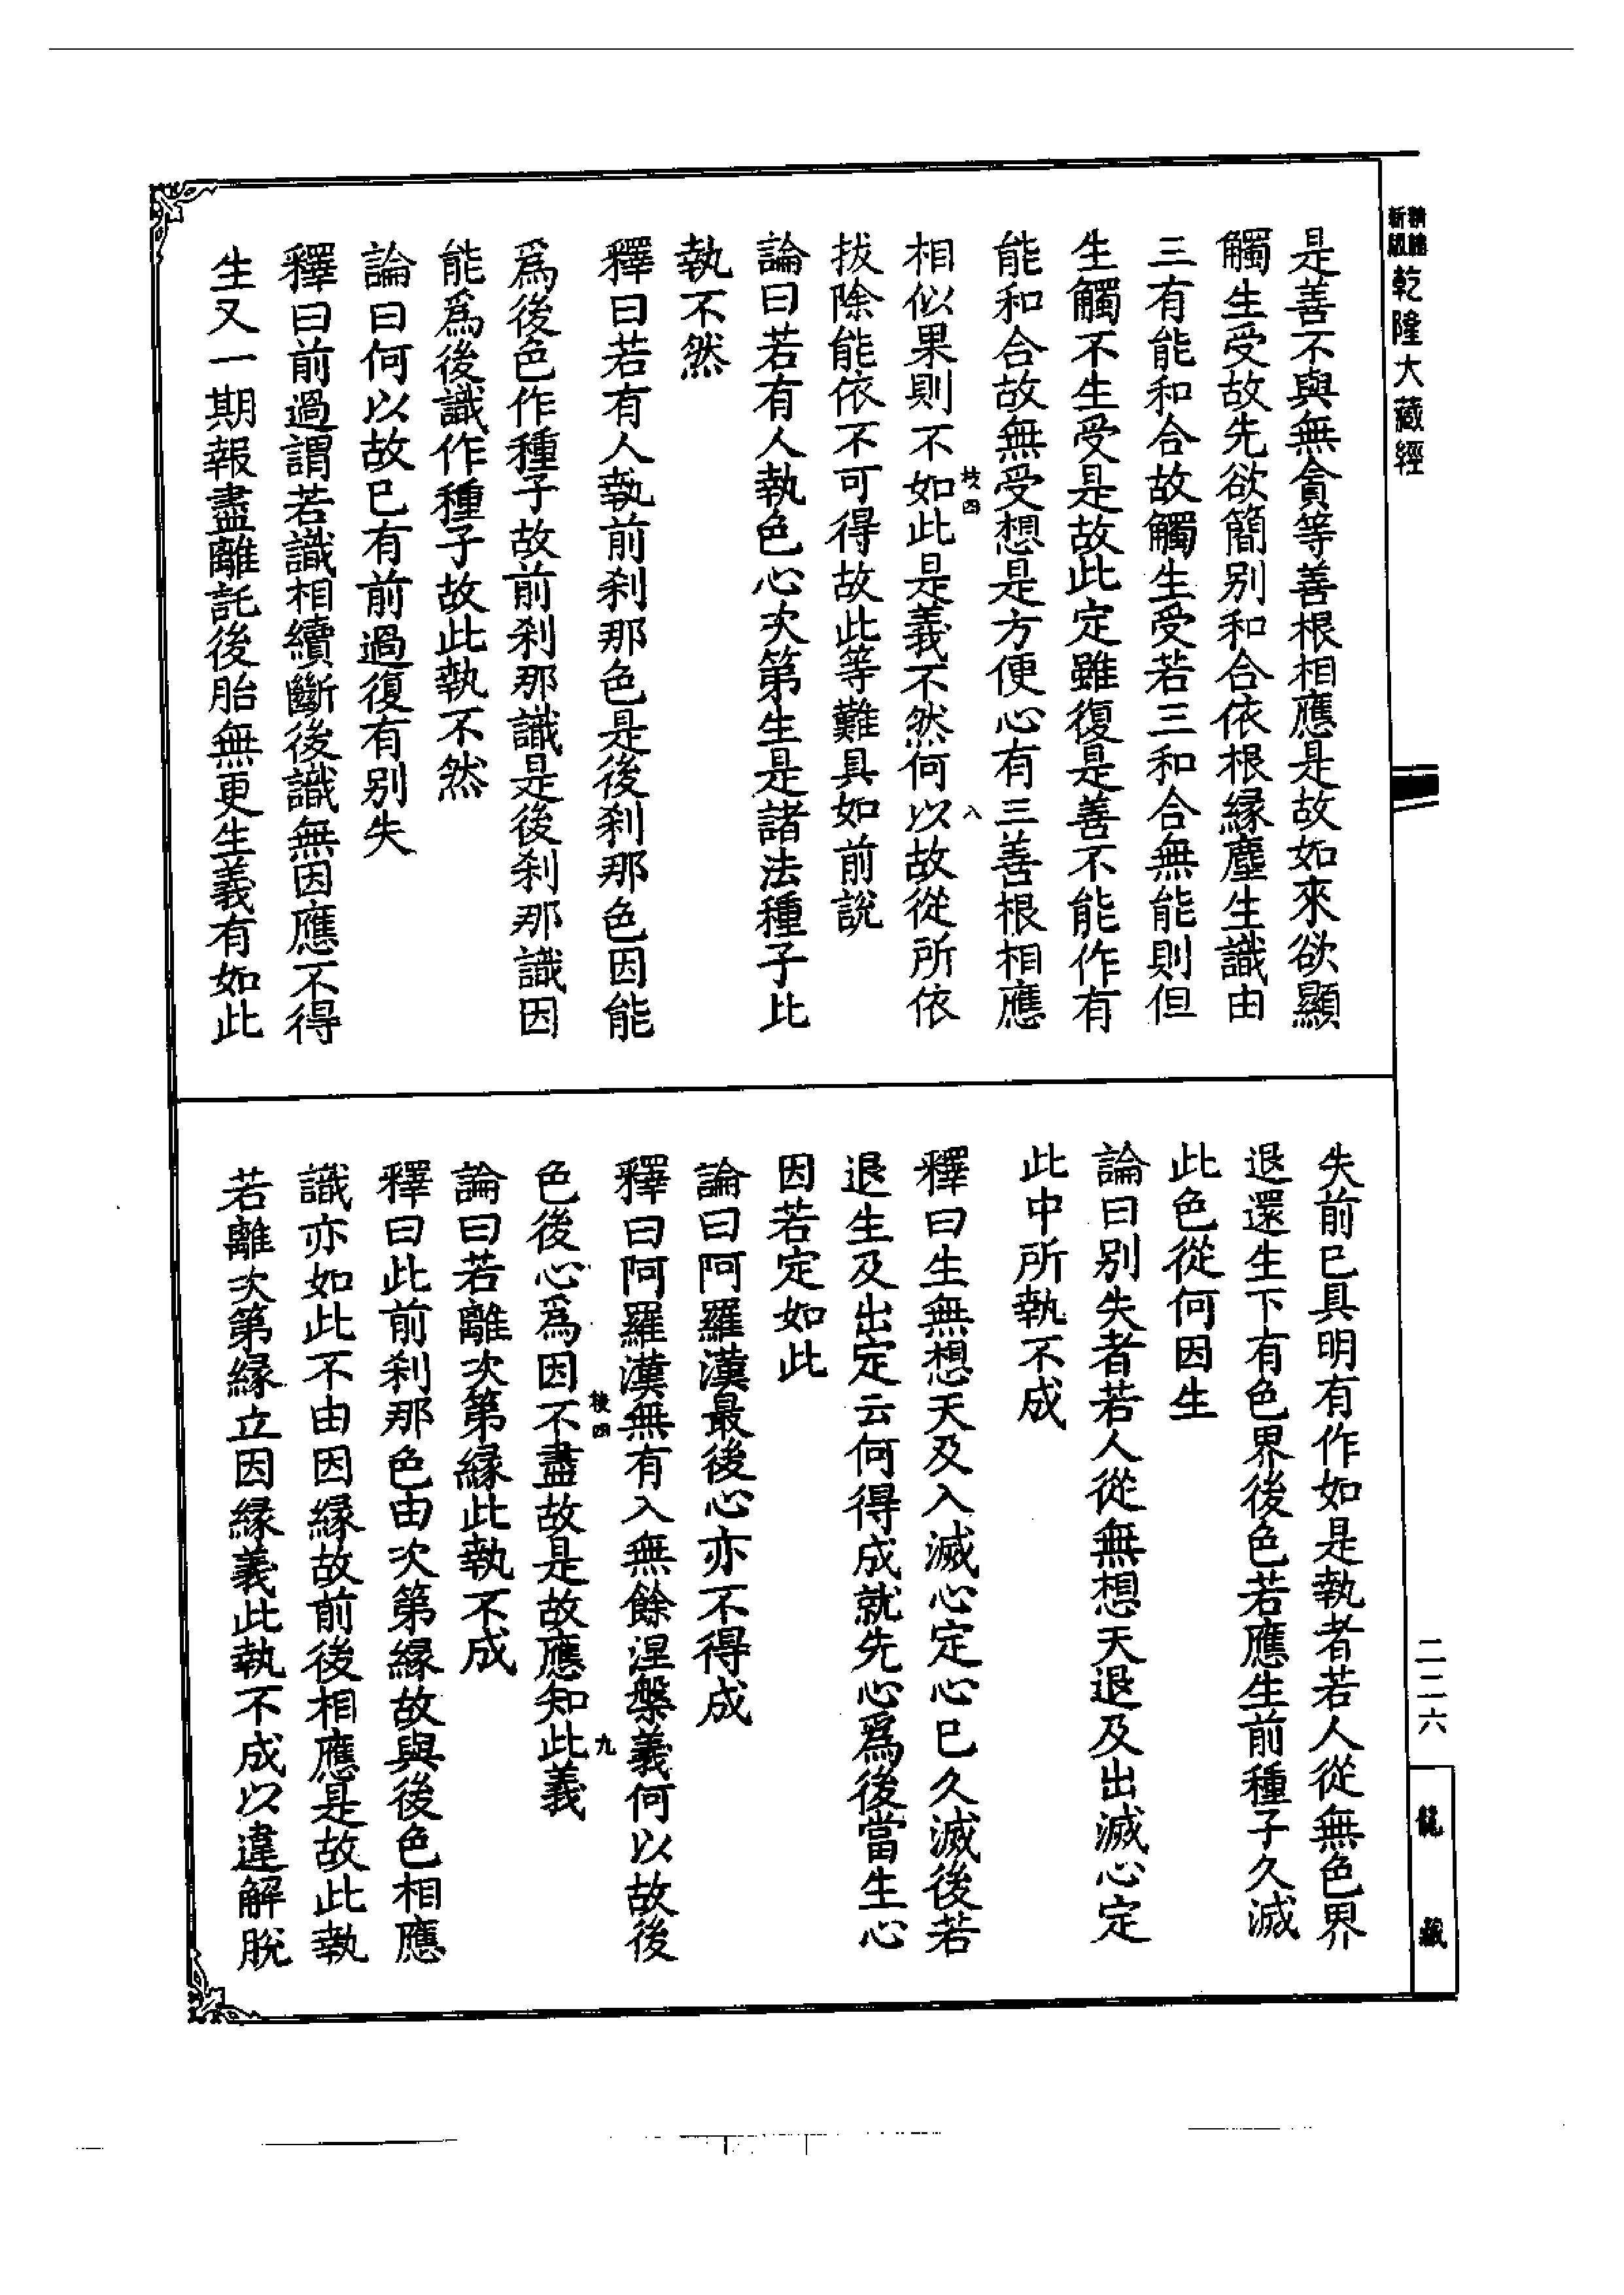 乾隆大藏經
是善不與無貪等善根相應是故如來欲顯
觸生受故先欲簡别和合依根緣塵生識由
三有能和合故觸生受若三和合無能則但
生觸不生受是故此定雖復是善不能作有
能和合故無受想是方便心有三善根相應
相似果則不如此是義不然何以故從所依
拔除能依不可得故此等難具如前說
論曰若有人執色心次第生是諸法種子比
執不然
釋曰若有人執前刹那色是後刹那色因能
爲後色作種子故前刹那識是後刹那識因
能爲後識作種子故此執不然
論曰何以故已有前過復有别失
釋曰前過謂若識相續斷後識無因應不得
生又一期報盡離託後胎無更生義有如此
失前已具明有作如是執者若人從無色界
退還生下有色界後色若應生前種子久滅
此色從何因生
論曰别失者若人從無想天退及出滅心定
此中所執不成
釋曰生無想天及入滅心定心已久滅後若
退生及出定云何得成就先心爲後當生心
因若定如此
論曰阿羅漢最後心亦不得成
釋曰阿羅漢無有入無餘涅槃義何以故後
色後心爲因不盡故是故應知此義
論曰若離次第緣此執不成
釋曰此前刹那色由次第緣故與後色相應
識亦如此不由因緣故前後相應是故此執
若離次第緣立因緣義此執不成以違解脫
八
九
二二六
龍藏